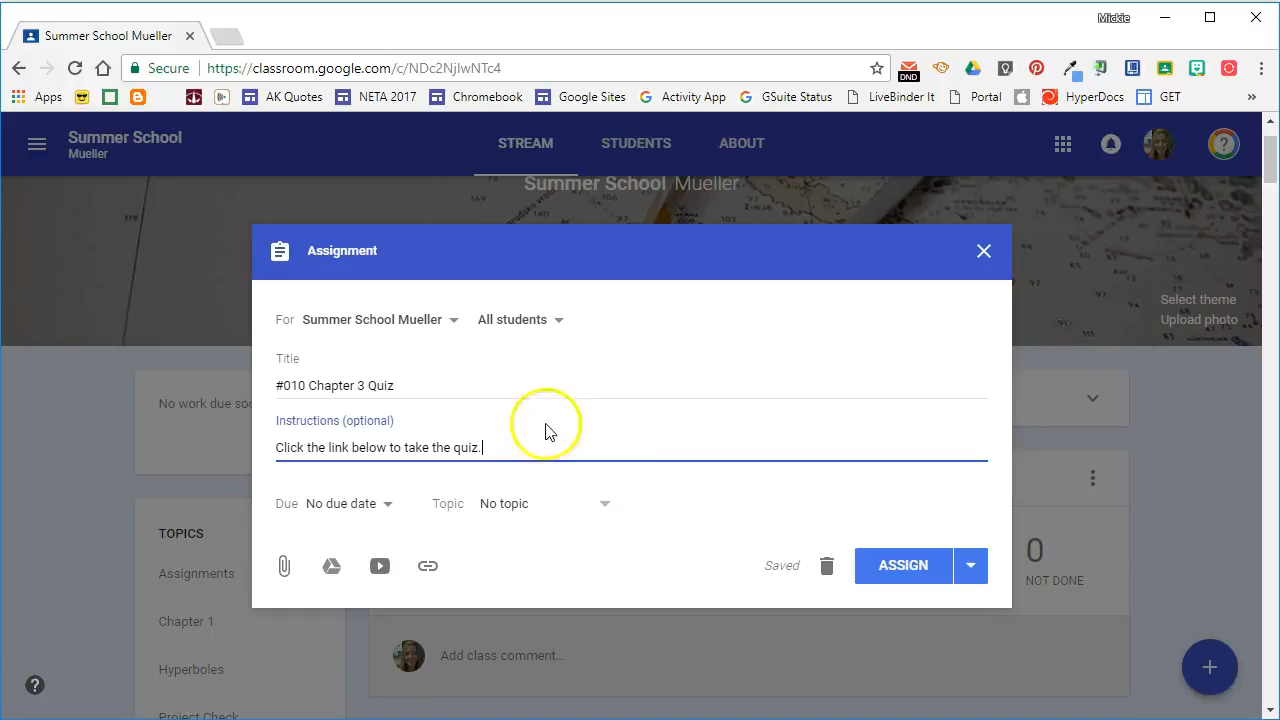 Mickie
Summer School Mueller
Secure https://classroom.google.com/c/NDc2NjIwNTc4
DND
Apps AK Quotes NETA 2017 Chromebook Google Sites Activity App GSuite Status LiveBinder It Portal HyperDocs GET »
Summer School
Mueller
STREAM STUDENTS ABOUT
Summer School Mueller
Assignment
Select theme
Upload photo
For Summer School Mueller All students
Title
#010 Chapter 3 Quiz
No work due soo
Instructions (optional)
Click the link below to take the quiz.
Due No due date Topic No topic
TOPICS
Assignments
Saved ASSIGN
0
NOT DONE
Chapter 1
Add class comment...
Hyperboles
Project Check